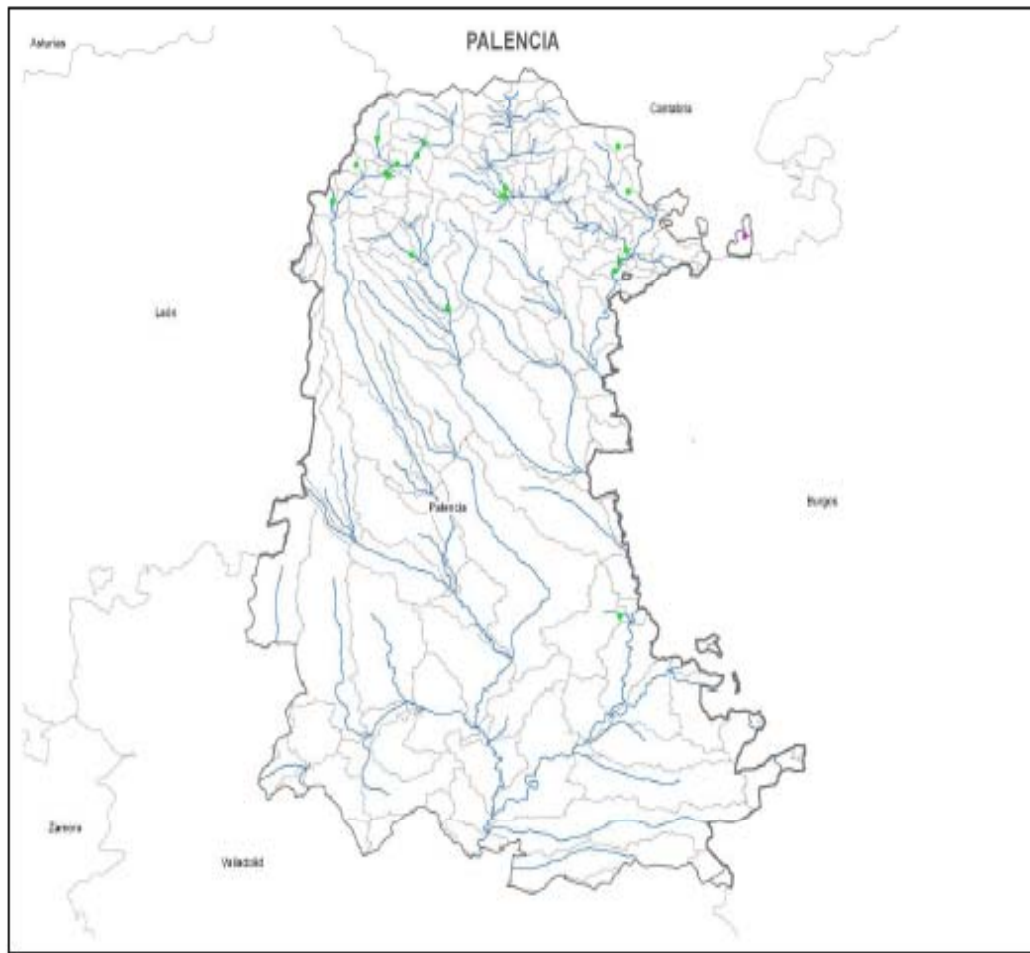 PALENCIA
Asturias
Cantabria
León
Burgos
Palencia
Zamora
Valladolid